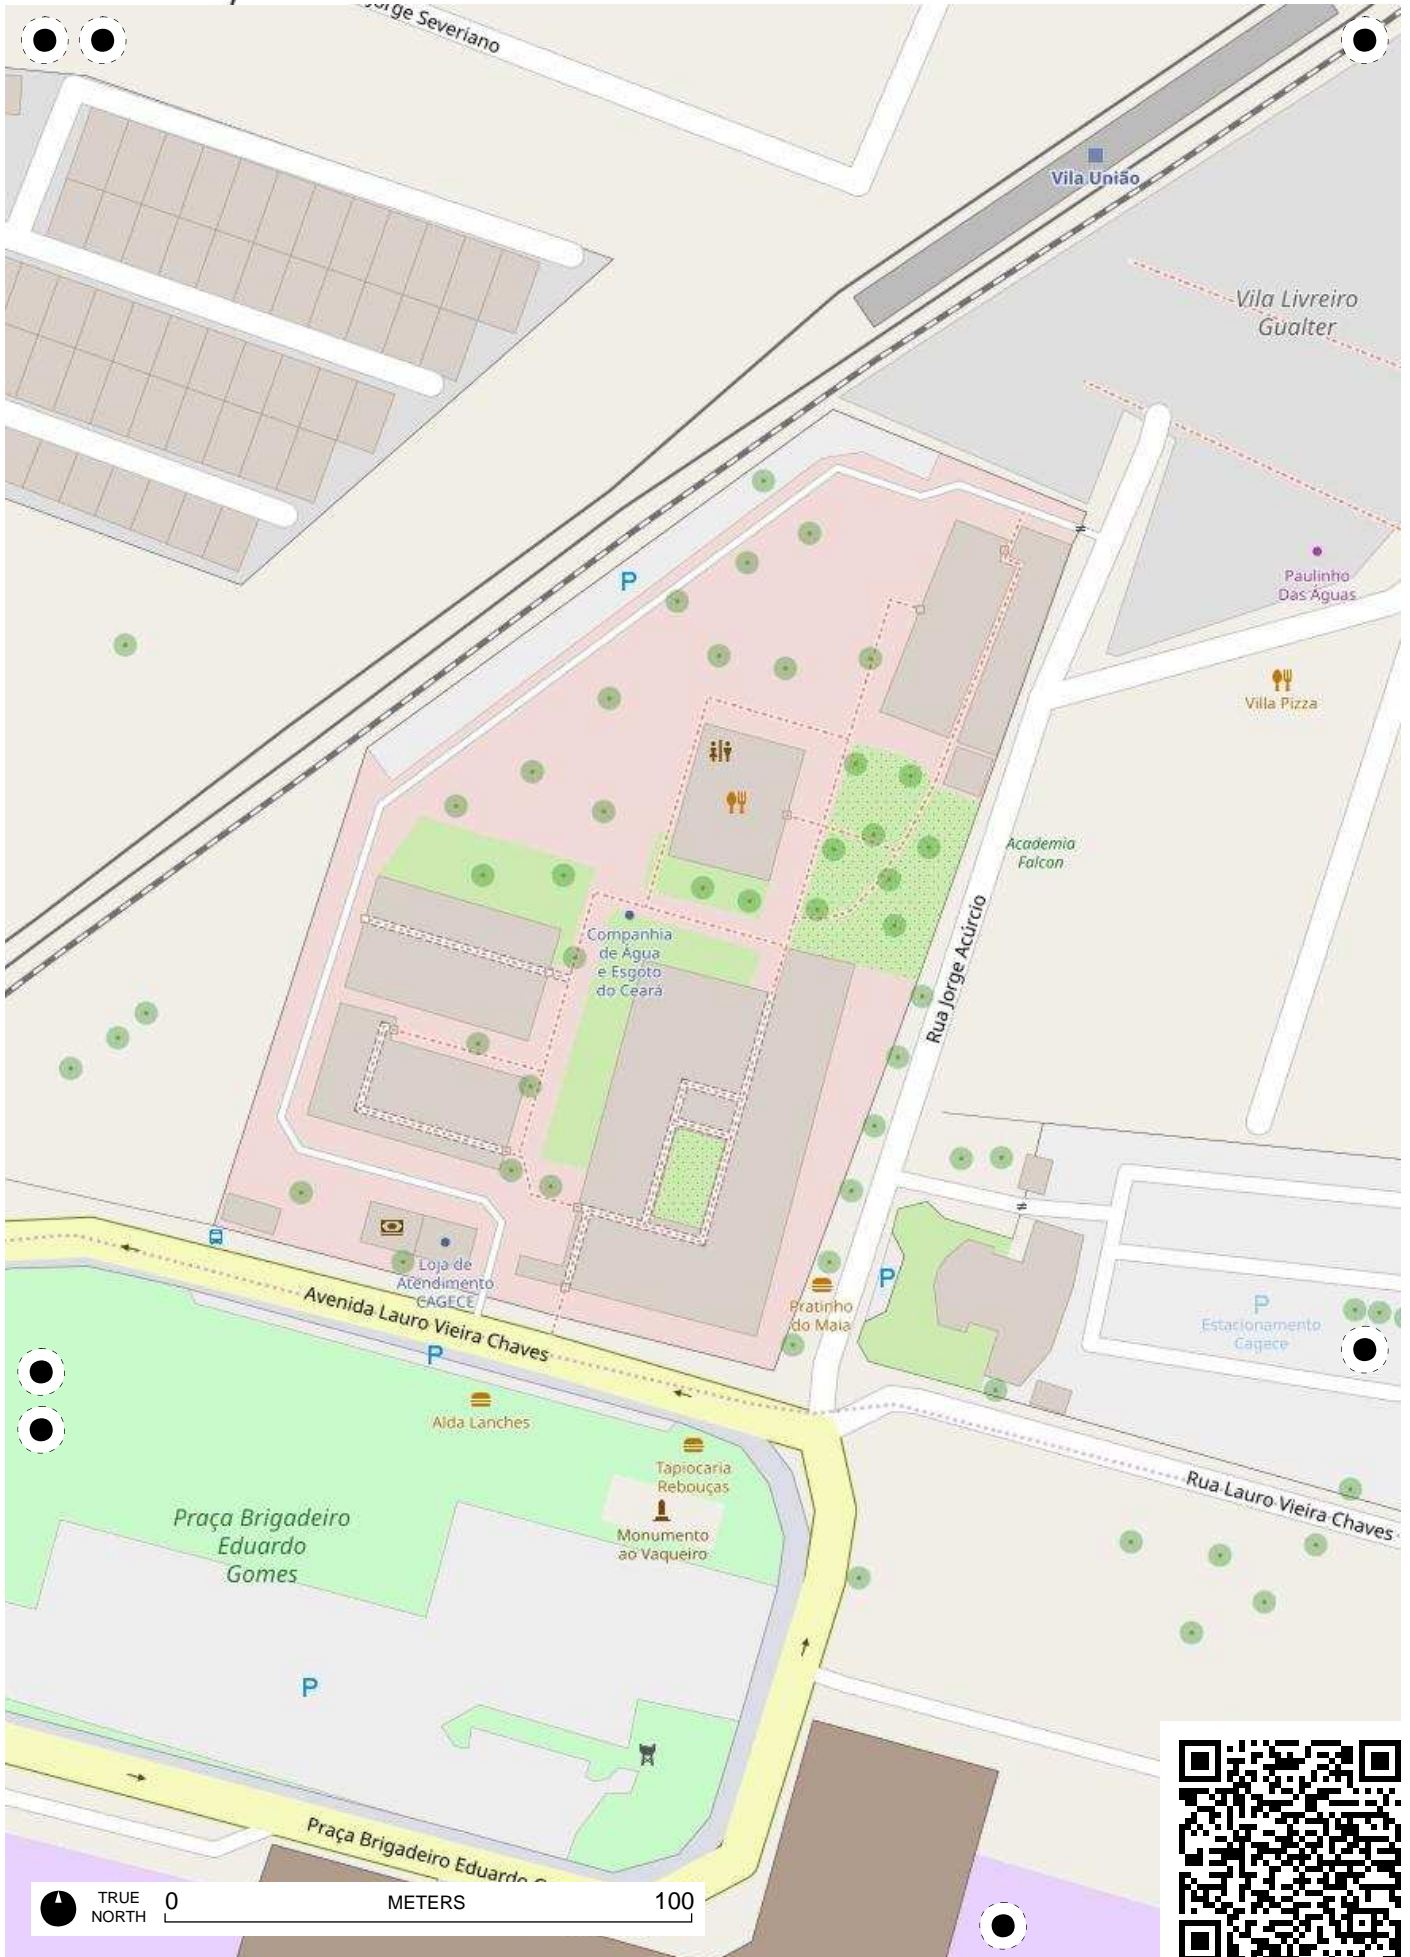 Jorge Severiano
Vila União
Vila Livreiro
Gualter
P
Paulinho
Das Águas
Villa Pizza
Academia
Falcon
Companhia
de Água
e Esgoto
do Ceará
Rua Jorge Acúrcio
Loja de
Atendimento
CAGECE
Avenida Lauro Vieira Chaves
P
Pratinho
do Maia
P
P
Estacionamento
Cagece
Alda Lanches
Tapiocaria
Rebouças
Monumento
ao Vaqueiro
Rua Lauro Vieira Chaves
Praça Brigadeiro
Eduardo
Gomes
P
Praça Brigadeiro Eduardo
TRUE
NORTH
0 METERS 100